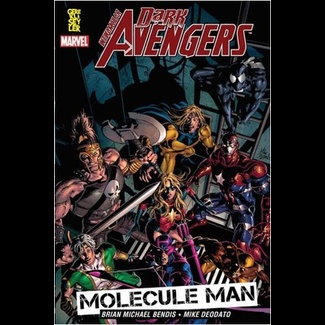 MARVEL
DARK
AVENGERS
MOLECULE MAN
BRIAN MICHAEL BENDIS • MIKE DEODATO